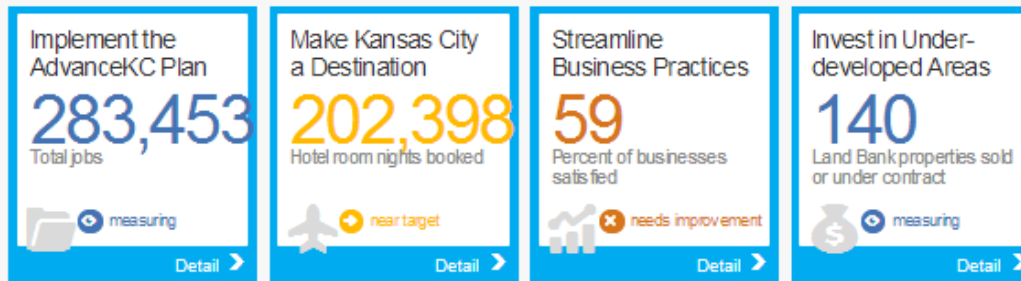 Implement the
AdvanceKC Plan
283,453
Total jobs
measuring
Detail
Make Kansas City
a Destination
202,398
Hotel room nights booked
near target
Detail
Streamline
Business Practices
59
Percent of businesses
satisfied
needs improvement
Detail
Invest in Under-
developed Areas
140
Land Bank properties sold
or under contract
$
measuring
Detail